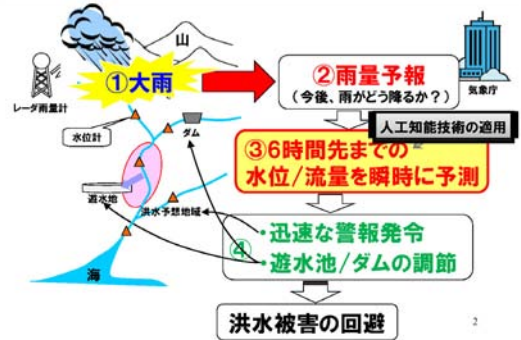 山
①大雨
レーダ雨量計
水位計
ダム
遊水池
洪水予想地域
海
②雨量予報
(今後、雨がどう降るか?)
気象庁
人工知能技術の適用
③6時間先までの
水位/流量を瞬時に予測
④
・迅速な警報発令
・遊水池/ダムの調節
洪水被害の回避
2